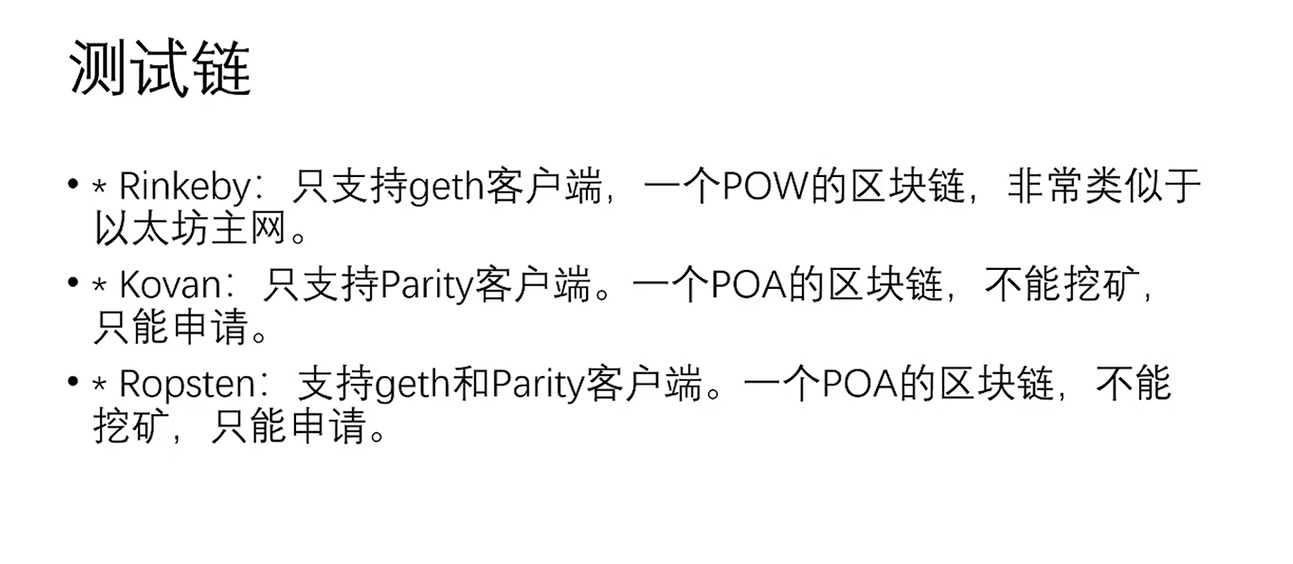 测试链
• * Rinkeby：只支持geth客户端，一个POW的区块链，非常类似于
以太坊主网。
• * Kovan：只支持Parity客户端。一个POA的区块链，不能挖矿，
只能申请。
• * Ropsten：支持geth和Parity客户端。一个POA的区块链，不能
挖矿，只能申请。